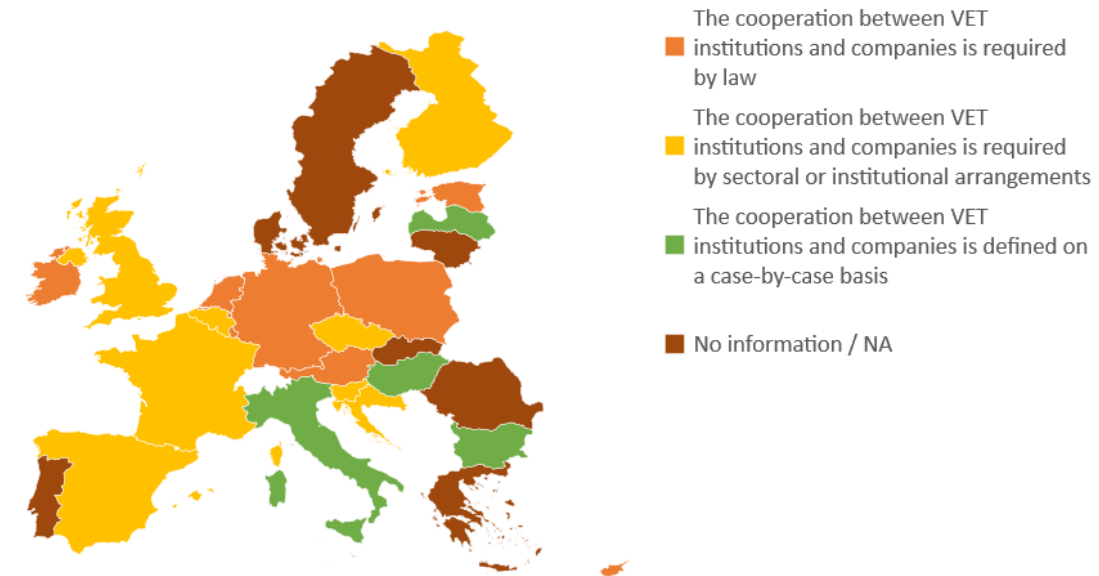 The cooperation between VET
institutions and companies is required
by law
The cooperation between VET
institutions and companies is required
by sectoral or institutional arrangements
The cooperation between VET
institutions and companies is defined on
a case-by-case basis
No information / NA